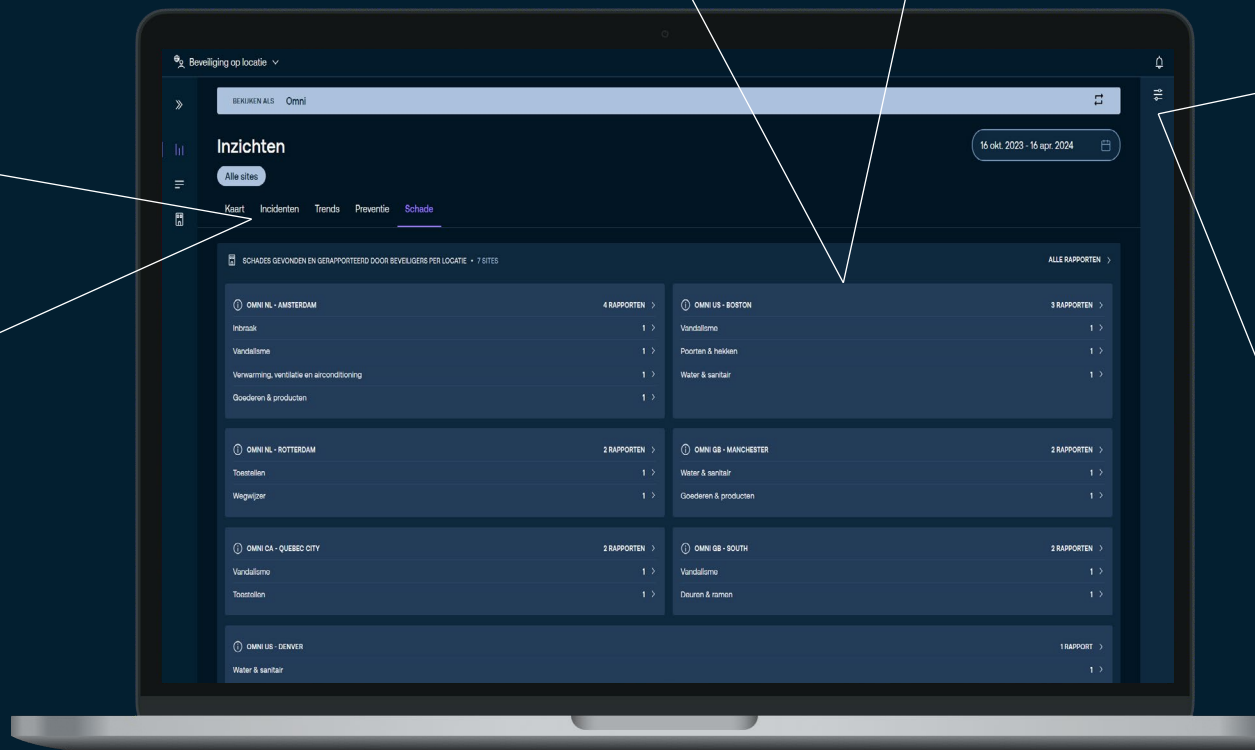 Beveiliging op locatie
BEKIJKEN ALS Omni
Inzichten
16 okt. 2023 - 16 apr. 2024
Alle sites
Kaart Incidenten Trends Preventie Schade
SCHADES GEVONDEN EN GERAPPORTEERD DOOR BEVEILIGERS PER LOCATIE • 7 SITES
ALLE RAPPORTEN
OMNI NL - AMSTERDAM 4 RAPPORTEN
Inbraak 1
Vandalisme 1
Verwarming, ventilatie en airconditioning 1
Goederen & producten 1
OMNI US - BOSTON 3 RAPPORTEN
Vandalisme 1
Poorten & hekken 1
Water & sanitair 1
OMNI NL - ROTTERDAM 2 RAPPORTEN
Toestellen 1
Wegwijzer 1
OMNI GB - MANCHESTER 2 RAPPORTEN
Water & sanitair 1
Goederen & producten 1
OMNI CA - QUEBEC CITY 2 RAPPORTEN
Vandalisme 1
Toestellen 1
OMNI GB - SOUTH 2 RAPPORTEN
Vandalisme 1
Deuren & ramen 1
OMNI US - DENVER 1 RAPPORT
Water & sanitair 1